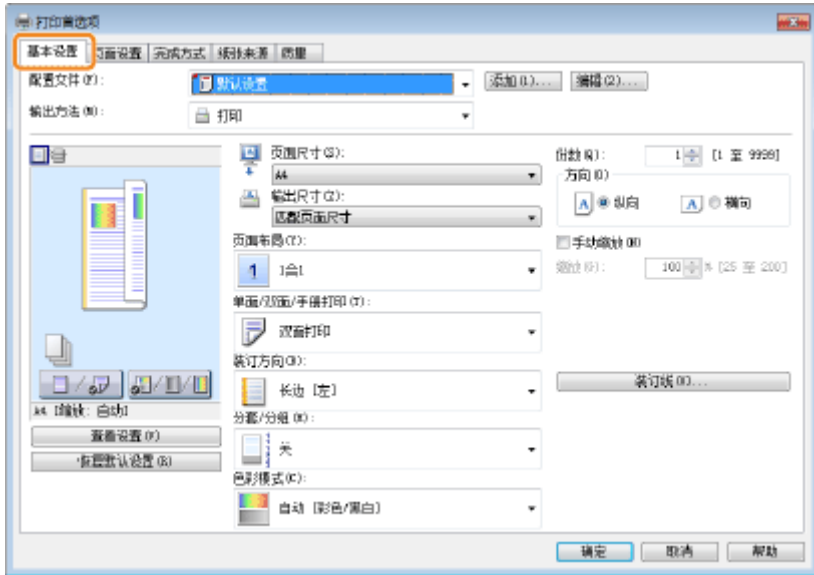 打印首选项
基本设置 页面设置 完成方式 纸张来源 质量
配置文件(F): 默认设置 添加(1)... 编辑(2)...
输出方法(M): 打印
页面尺寸(S):
A4
输出尺寸(Z):
匹配页面尺寸
页面布局(Y):
1合1
单面/双面/手册打印(T):
双面打印
装订方向(B):
长边 [左]
分套/分组(K):
关
色彩模式(C):
自动 [彩色/黑白]
份数(Q): 1 [1 至 9999]
方向(O)
纵向 横向
手动缩放(N)
缩放(G): 100 % [25 至 200]
装订线(X)...
A4 [缩放: 自动]
查看设置(V)
恢复默认设置(R)
确定 取消 帮助